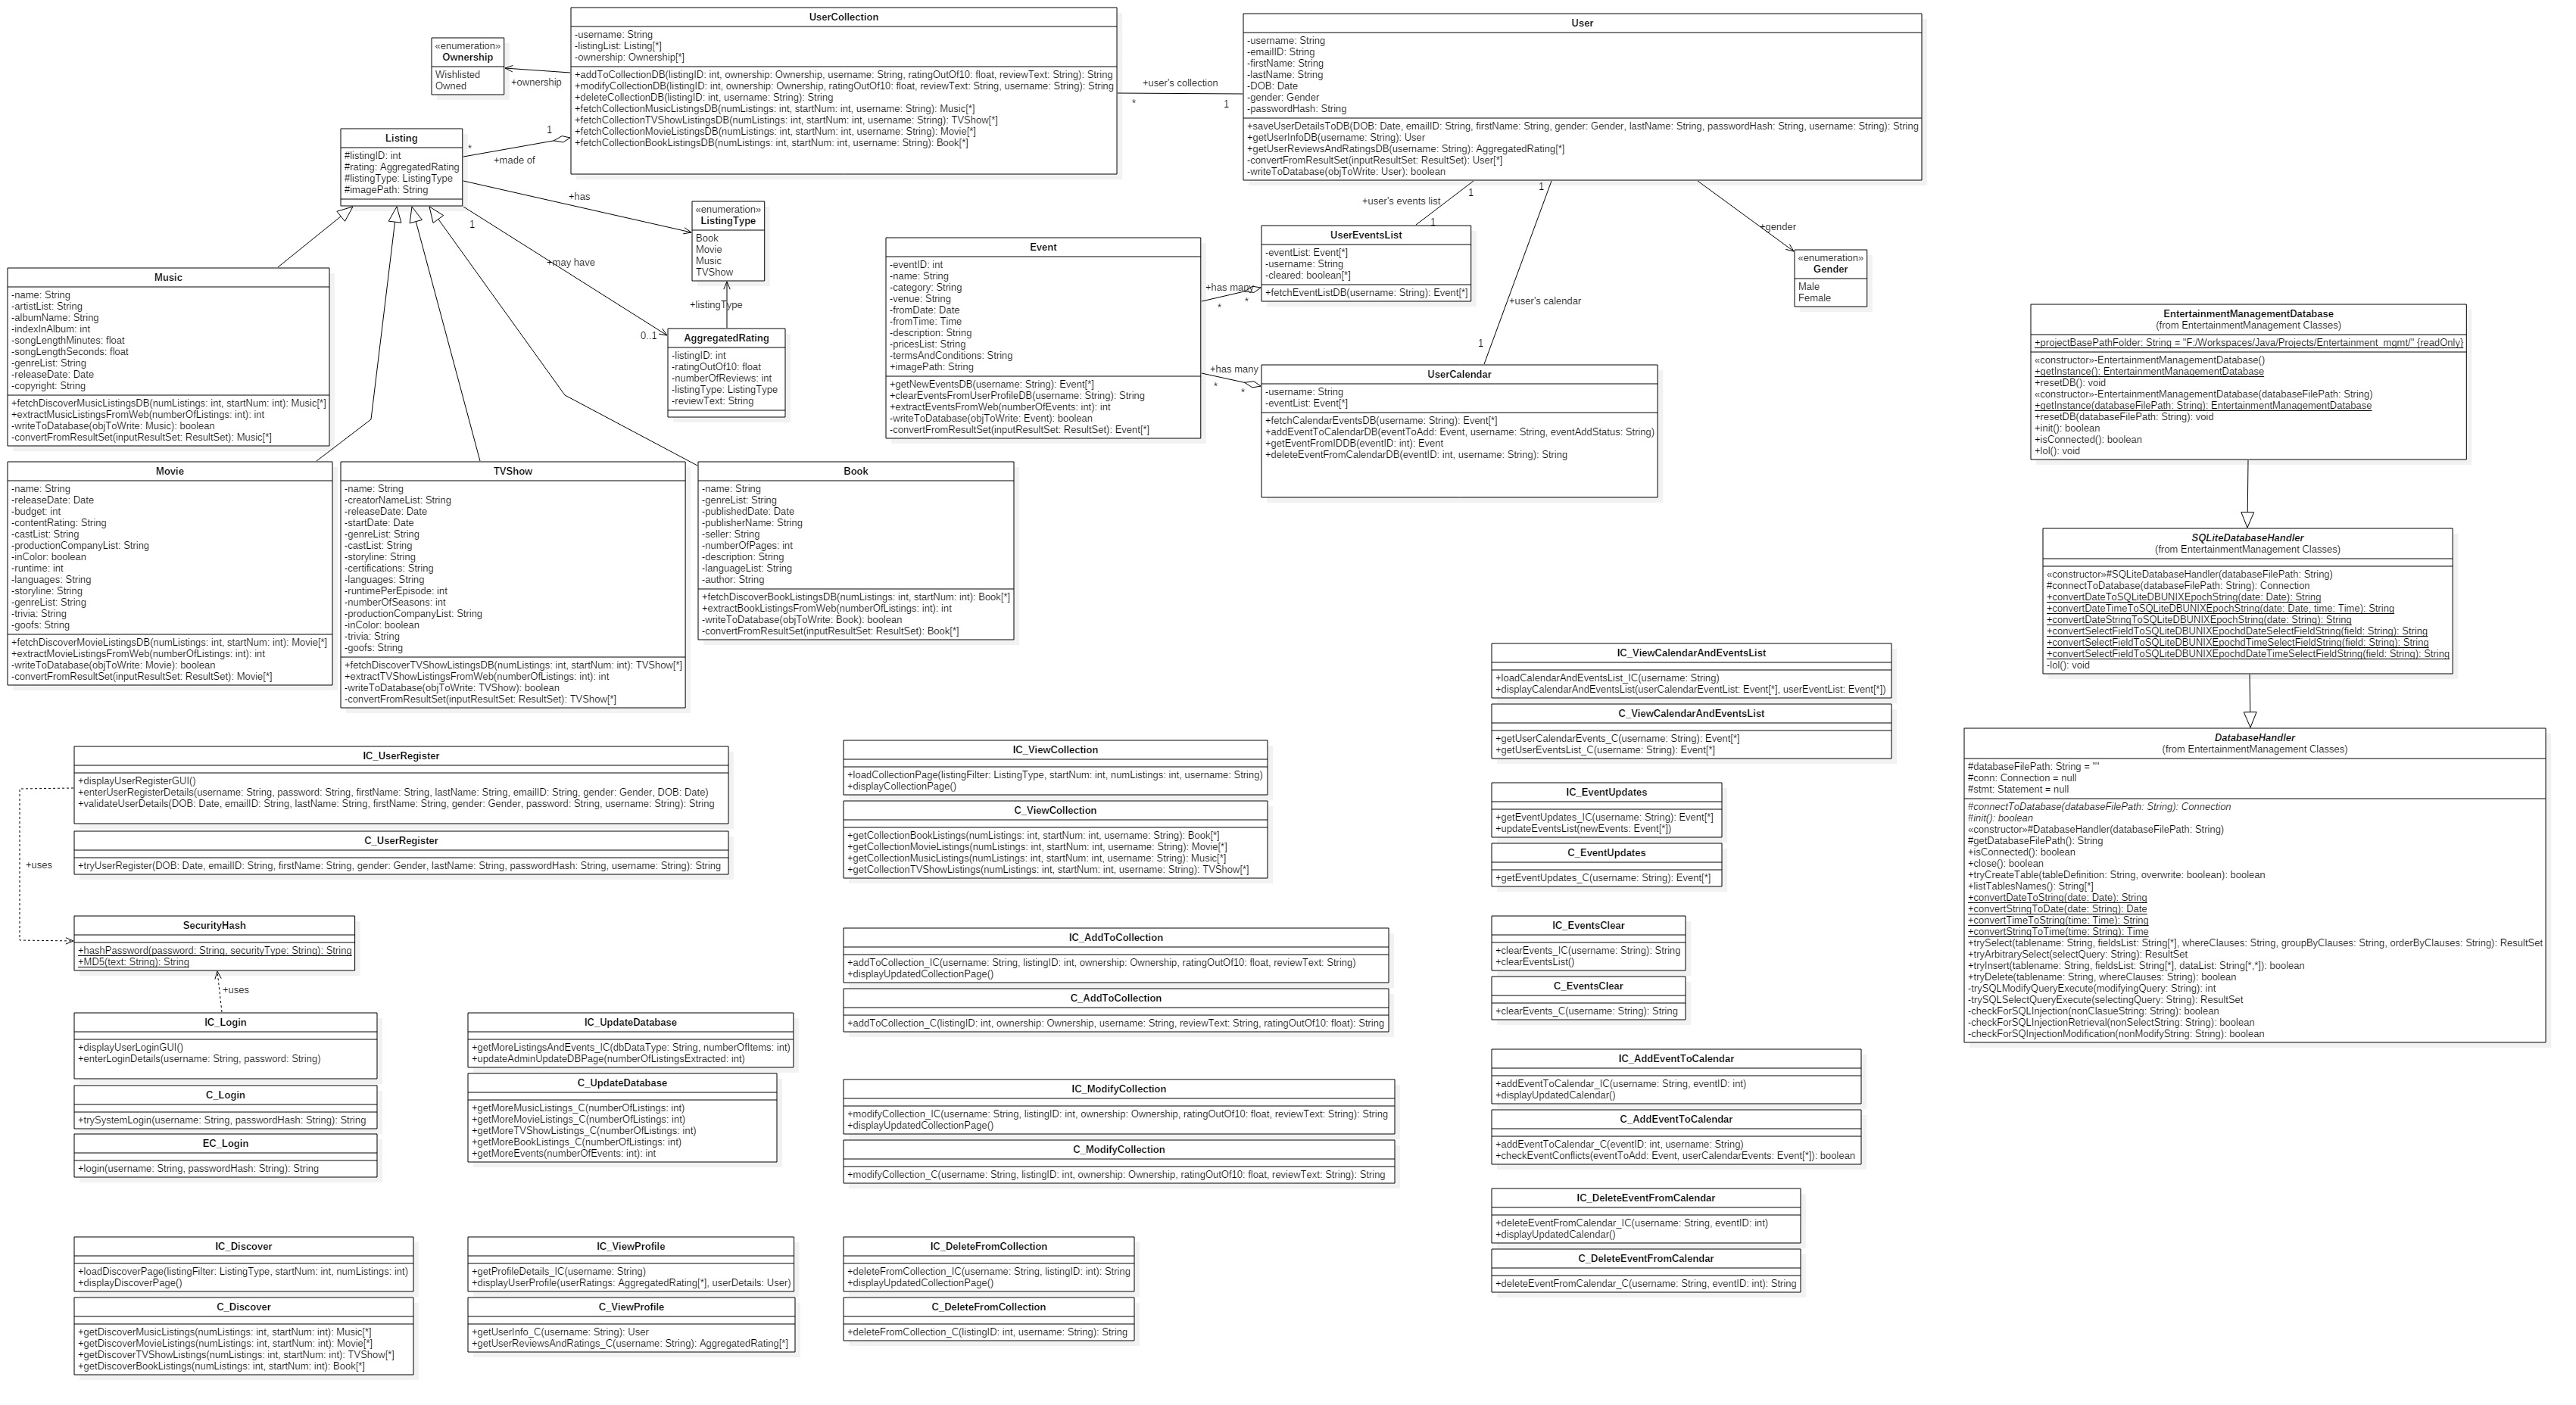 UserCollection
-username: String
-listingList: Listing[*]
-ownership: Ownership[*]
+addToCollectionDB(listingID: int, ownership: Ownership, username: String, ratingOutOf10: float, reviewText: String): String
+modifyCollectionDB(listingID: int, ownership: Ownership, ratingOutOf10: float, reviewText: String, username: String): String
+deleteCollectionDB(listingID: int, username: String): String
+fetchCollectionMusicListingsDB(numListings: int, startNum: int, username: String): Music[*]
+fetchCollectionTVShowListingsDB(numListings: int, startNum: int, username: String): TVShow[*]
+fetchCollectionMovieListingsDB(numListings: int, startNum: int, username: String): Movie[*]
+fetchCollectionBookListingsDB(numListings: int, startNum: int, username: String): Book[*]
«enumeration»
Ownership
Wishlisted
Owned
+ownership
+user's collection
*
1
User
-username: String
-emailID: String
-firstName: String
-lastName: String
-DOB: Date
-gender: Gender
-passwordHash: String
+saveUserDetailsToDB(DOB: Date, emailID: String, firstName: String, gender: Gender, lastName: String, passwordHash: String, username: String): String
+getUserInfoDB(username: String): User
+getUserReviewsAndRatingsDB(username: String): AggregatedRating[*]
-convertFromResultSet(inputResultSet: ResultSet): User[*]
-writeToDatabase(objToWrite: User): boolean
Listing
#listingID: int
#rating: AggregatedRating
#listingType: ListingType
#imagePath: String
1
*
+made of
+has
«enumeration»
ListingType
Book
Movie
Music
TVShow
1
+may have
0..1
+listingType
AggregatedRating
-listingID: int
-ratingOutOf10: float
-numberOfReviews: int
-listingType: ListingType
-reviewText: String
1
+user's events list
1
1
+user's calendar
1
+gender
«enumeration»
Gender
Male
Female
UserEventsList
-eventList: Event[*]
-username: String
-cleared: boolean[*]
+fetchEventListDB(username: String): Event[*]
+has many
*
*
Event
-eventID: int
-name: String
-category: String
-venue: String
-fromDate: Date
-fromTime: Time
-description: String
-pricesList: String
-termsAndConditions: String
+imagePath: String
+getNewEventsDB(username: String): Event[*]
+clearEventsFromUserProfileDB(username: String): String
+extractEventsFromWeb(numberOfEvents: int): int
-writeToDatabase(objToWrite: Event): boolean
-convertFromResultSet(inputResultSet: ResultSet): Event[*]
+has many
*
*
UserCalendar
-username: String
-eventList: Event[*]
+fetchCalendarEventsDB(username: String): Event[*]
+addEventToCalendarDB(eventToAdd: Event, username: String, eventAddStatus: String)
+getEventFromIDDB(eventID: int): Event
+deleteEventFromCalendarDB(eventID: int, username: String): String
Music
-name: String
-artistList: String
-albumName: String
-indexInAlbum: int
-songLengthMinutes: float
-songLengthSeconds: float
-genreList: String
-releaseDate: Date
-copyright: String
+fetchDiscoverMusicListingsDB(numListings: int, startNum: int): Music[*]
+extractMusicListingsFromWeb(numberOfListings: int): int
-writeToDatabase(objToWrite: Music): boolean
-convertFromResultSet(inputResultSet: ResultSet): Music[*]
Movie
-name: String
-releaseDate: Date
-budget: int
-contentRating: String
-castList: String
-productionCompanyList: String
-inColor: boolean
-runtime: int
-languages: String
-storyline: String
-genreList: String
-trivia: String
-goofs: String
+fetchDiscoverMovieListingsDB(numListings: int, startNum: int): Movie[*]
+extractMovieListingsFromWeb(numberOfListings: int): int
-writeToDatabase(objToWrite: Movie): boolean
-convertFromResultSet(inputResultSet: ResultSet): Movie[*]
TVShow
-name: String
-creatorNameList: String
-releaseDate: Date
-startDate: Date
-genreList: String
-castList: String
-storyline: String
-certifications: String
-languages: String
-runtimePerEpisode: int
-numberOfSeasons: int
-productionCompanyList: String
-inColor: boolean
-trivia: String
-goofs: String
+fetchDiscoverTVShowListingsDB(numListings: int, startNum: int): TVShow[*]
+extractTVShowListingsFromWeb(numberOfListings: int): int
-writeToDatabase(objToWrite: TVShow): boolean
-convertFromResultSet(inputResultSet: ResultSet): TVShow[*]
Book
-name: String
-genreList: String
-publishedDate: Date
-publisherName: String
-seller: String
-numberOfPages: int
-description: String
-languageList: String
-author: String
+fetchDiscoverBookListingsDB(numListings: int, startNum: int): Book[*]
+extractBookListingsFromWeb(numberOfListings: int): int
-writeToDatabase(objToWrite: Book): boolean
-convertFromResultSet(inputResultSet: ResultSet): Book[*]
EntertainmentManagementDatabase
(from EntertainmentManagement Classes)
+projectBasePathFolder: String = "F:/Workspaces/Java/Projects/Entertainment_mgmt/" {readOnly}
«constructor»-EntertainmentManagementDatabase()
+getInstance(): EntertainmentManagementDatabase
+resetDB(): void
«constructor»-EntertainmentManagementDatabase(databaseFilePath: String)
+getInstance(databaseFilePath: String): EntertainmentManagementDatabase
+resetDB(databaseFilePath: String): void
+init(): boolean
+isConnected(): boolean
+lol(): void
SQLiteDatabaseHandler
(from EntertainmentManagement Classes)
«constructor»#SQLiteDatabaseHandler(databaseFilePath: String)
#connectToDatabase(databaseFilePath: String): Connection
+convertDateToSQLiteDBUNIXEpochString(date: Date): String
+convertDateTimeToSQLiteDBUNIXEpochString(date: Date, time: Time): String
+convertDateStringToSQLiteDBUNIXEpochString(date: String): String
+convertSelectFieldToSQLiteDBUNIXEpochdDateSelectFieldString(field: String): String
+convertSelectFieldToSQLiteDBUNIXEpochdTimeSelectFieldString(field: String): String
+convertSelectFieldToSQLiteDBUNIXEpochdDateTimeSelectFieldString(field: String): String
-lol(): void
DatabaseHandler
(from EntertainmentManagement Classes)
#databaseFilePath: String = ""
#conn: Connection = null
#stmt: Statement = null
#connectToDatabase(databaseFilePath: String): Connection
#init(): boolean
«constructor»#DatabaseHandler(databaseFilePath: String)
#getDatabaseFilePath(): String
+isConnected(): boolean
+close(): boolean
+tryCreateTable(tableDefinition: String, overwrite: boolean): boolean
+listTablesNames(): String[*]
+convertDateToString(date: Date): String
+convertStringToDate(date: String): Date
+convertTimeToString(time: Time): String
+convertStringToTime(time: String): Time
+trySelect(tablename: String, fieldsList: String[*], whereClauses: String, groupByClauses: String, orderByClauses: String): ResultSet
+tryArbitrarySelect(selectQuery: String): ResultSet
+tryInsert(tablename: String, fieldsList: String[*], dataList: String[*,*]): boolean
+tryDelete(tablename: String, whereClauses: String): boolean
-trySQLModifyQueryExecute(modifyingQuery: String): int
-trySQLSelectQueryExecute(selectingQuery: String): ResultSet
-checkForSQLInjection(nonClasueString: String): boolean
-checkForSQLInjectionRetrieval(nonSelectString: String): boolean
-checkForSQInjectionModification(nonModifyString: String): boolean
IC_UserRegister
+displayUserRegisterGUI()
+enterUserRegisterDetails(username: String, password: String, firstName: String, lastName: String, emailID: String, gender: Gender, DOB: Date)
+validateUserDetails(DOB: Date, emailID: String, lastName: String, firstName: String, gender: Gender, password: String, username: String): String
C_UserRegister
+tryUserRegister(DOB: Date, emailID: String, firstName: String, gender: Gender, lastName: String, passwordHash: String, username: String): String
+uses
SecurityHash
+hashPassword(password: String, securityType: String): String
+MD5(text: String): String
+uses
IC_Login
+displayUserLoginGUI()
+enterLoginDetails(username: String, password: String)
C_Login
+trySystemLogin(username: String, passwordHash: String): String
EC_Login
+login(username: String, passwordHash: String): String
IC_UpdateDatabase
+getMoreListingsAndEvents_IC(dbDataType: String, numberOfItems: int)
+updateAdminUpdateDBPage(numberOfListingsExtracted: int)
C_UpdateDatabase
+getMoreMusicListings_C(numberOfListings: int)
+getMoreMovieListings_C(numberOfListings: int)
+getMoreTVShowListings_C(numberOfListings: int)
+getMoreBookListings_C(numberOfListings: int)
+getMoreEvents(numberOfEvents: int): int
IC_Discover
+loadDiscoverPage(listingFilter: ListingType, startNum: int, numListings: int)
+displayDiscoverPage()
C_Discover
+getDiscoverMusicListings(numListings: int, startNum: int): Music[*]
+getDiscoverMovieListings(numListings: int, startNum: int): Movie[*]
+getDiscoverTVShowListings(numListings: int, startNum: int): TVShow[*]
+getDiscoverBookListings(numListings: int, startNum: int): Book[*]
IC_ViewProfile
+getProfileDetails_IC(username: String)
+displayUserProfile(userRatings: AggregatedRating[*], userDetails: User)
C_ViewProfile
+getUserInfo_C(username: String): User
+getUserReviewsAndRatings_C(username: String): AggregatedRating[*]
IC_ViewCollection
+loadCollectionPage(listingFilter: ListingType, startNum: int, numListings: int, username: String)
+displayCollectionPage()
C_ViewCollection
+getCollectionBookListings(numListings: int, startNum: int, username: String): Book[*]
+getCollectionMovieListings(numListings: int, startNum: int, username: String): Movie[*]
+getCollectionMusicListings(numListings: int, startNum: int, username: String): Music[*]
+getCollectionTVShowListings(numListings: int, startNum: int, username: String): TVShow[*]
IC_AddToCollection
+addToCollection_IC(username: String, listingID: int, ownership: Ownership, ratingOutOf10: float, reviewText: String)
+displayUpdatedCollectionPage()
C_AddToCollection
+addToCollection_C(listingID: int, ownership: Ownership, username: String, reviewText: String, ratingOutOf10: float): String
IC_ModifyCollection
+modifyCollection_IC(username: String, listingID: int, ownership: Ownership, ratingOutOf10: float, reviewText: String): String
+displayUpdatedCollectionPage()
C_ModifyCollection
+modifyCollection_C(username: String, listingID: int, ownership: Ownership, ratingOutOf10: float, reviewText: String): String
IC_DeleteFromCollection
+deleteFromCollection_IC(username: String, listingID: int): String
+displayUpdatedCollectionPage()
C_DeleteFromCollection
+deleteFromCollection_C(listingID: int, username: String): String
IC_ViewCalendarAndEventsList
+loadCalendarAndEventsList_IC(username: String)
+displayCalendarAndEventsList(userCalendarEventList: Event[*], userEventList: Event[*])
C_ViewCalendarAndEventsList
+getUserCalendarEvents_C(username: String): Event[*]
+getUserEventsList_C(username: String): Event[*]
IC_EventUpdates
+getEventUpdates_IC(username: String): Event[*]
+updateEventsList(newEvents: Event[*])
C_EventUpdates
+getEventUpdates_C(username: String): Event[*]
IC_EventsClear
+clearEvents_IC(username: String): String
+clearEventsList()
C_EventsClear
+clearEvents_C(username: String): String
IC_AddEventToCalendar
+addEventToCalendar_IC(username: String, eventID: int)
+displayUpdatedCalendar()
C_AddEventToCalendar
+addEventToCalendar_C(eventID: int, username: String)
+checkEventConflicts(eventToAdd: Event, userCalendarEvents: Event[*]): boolean
IC_DeleteEventFromCalendar
+deleteEventFromCalendar_IC(username: String, eventID: int)
+displayUpdatedCalendar()
C_DeleteEventFromCalendar
+deleteEventFromCalendar_C(username: String, eventID: int): String